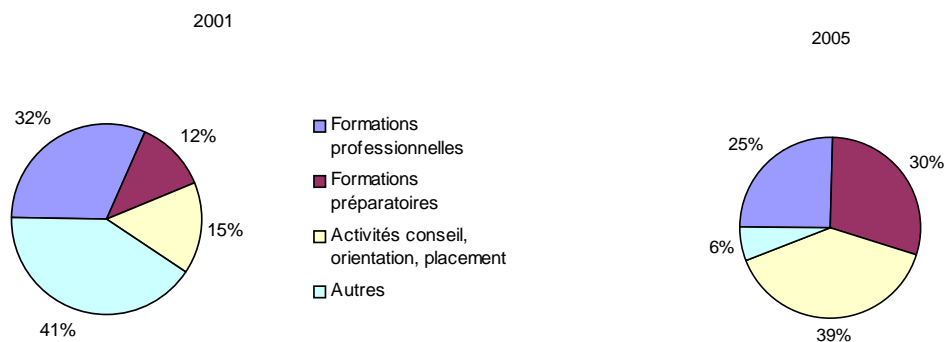 2001
2005
32%
12%
15%
41%
Formations
professionnelles
Formations
préparatoires
Activités conseil,
orientation, placement
Autres
25%
30%
6%
39%